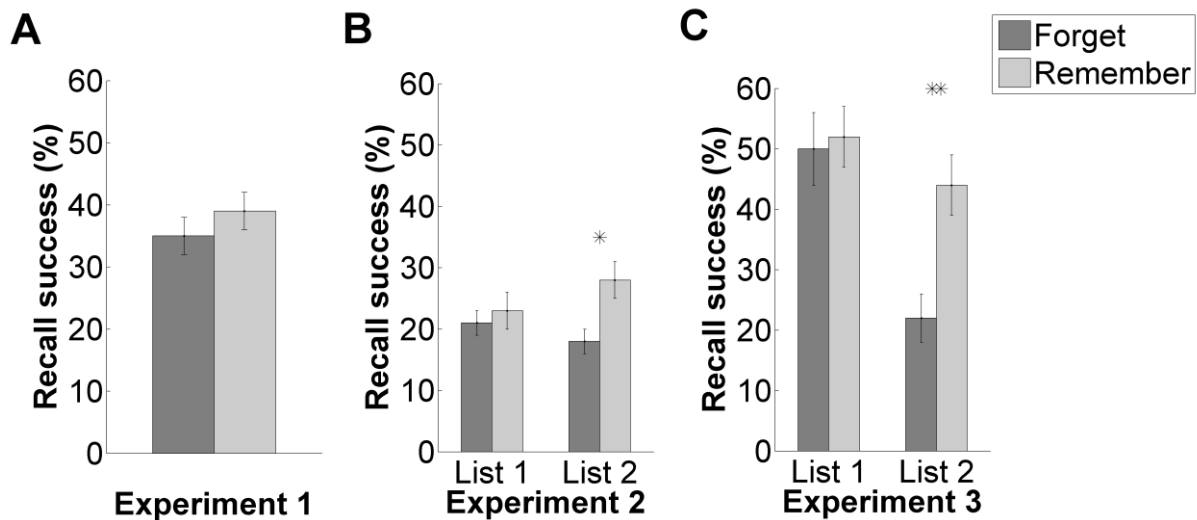 A
B
C
Forget
Remember
Recall success (%)
60
50
40
30
20
10
0
Experiment 1
Recall success (%)
60
50
40
30
20
10
0
*
List 1 List 2
Experiment 2
Recall success (%)
60
50
40
30
20
10
0
**
List 1 List 2
Experiment 3